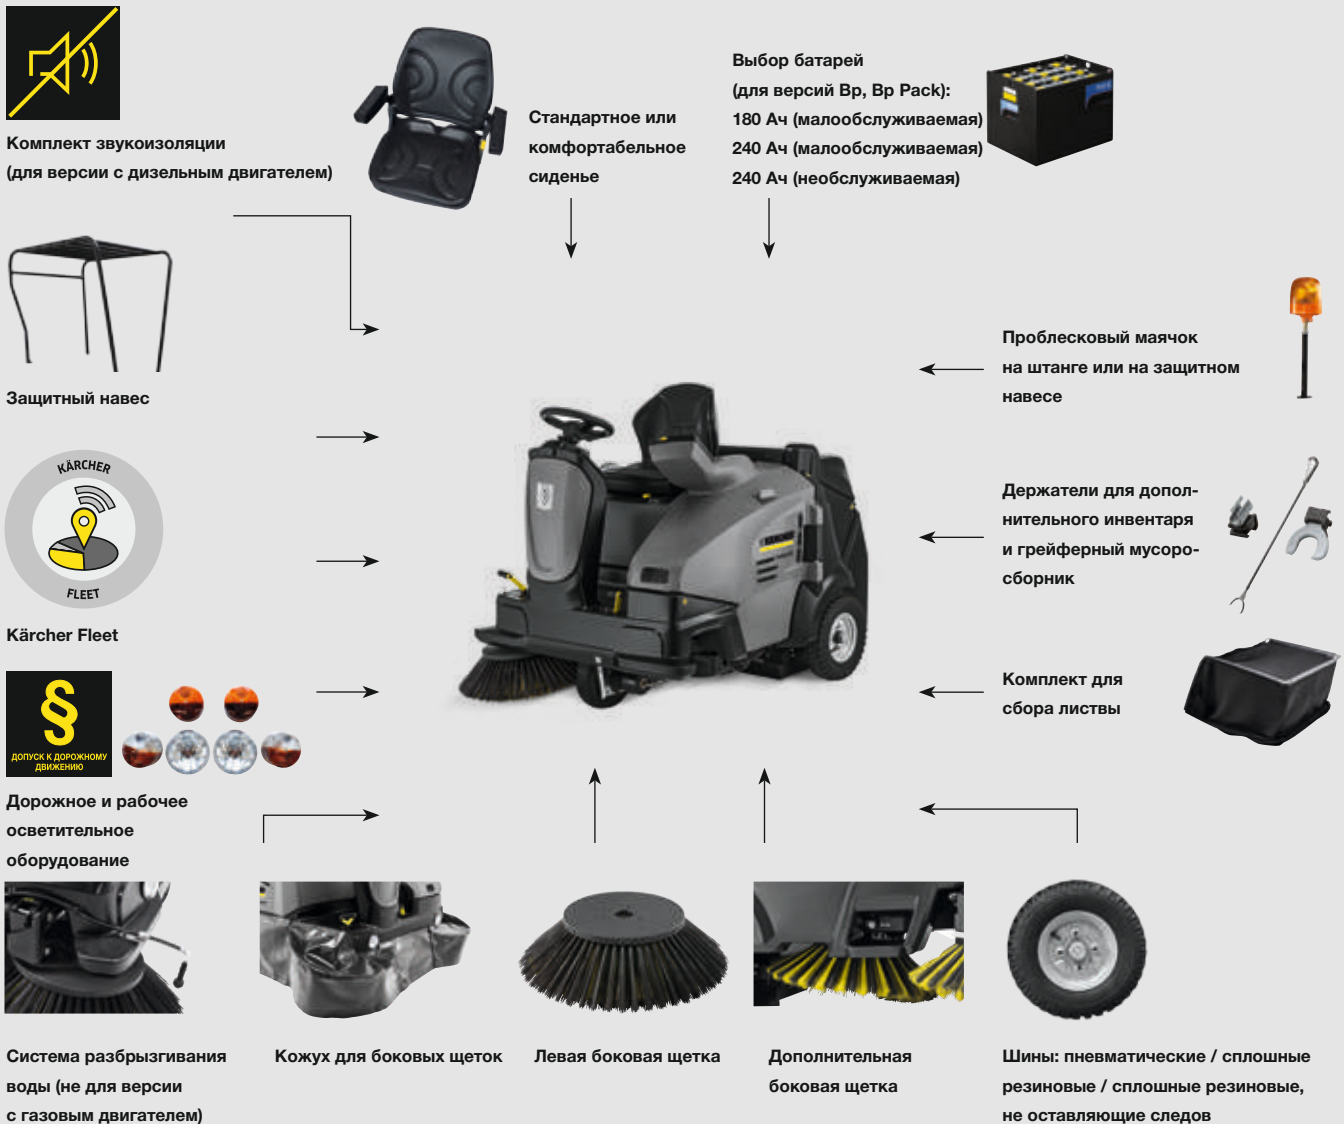 Комплект звукоизоляции
(для версии с дизельным двигателем)
Стандартное или
комфортабельное
сиденье
Выбор батарей
(для версий Bp, Bp Pack):
180 Ач (малообслуживаемая)
240 Ач (малообслуживаемая)
240 Ач (необслуживаемая)
Защитный навес
Проблесковый маячок
на штанге или на защитном
навесе
KÄRCHER
FLEET
Kärcher Fleet
KÄRCHER
Держатели для допол-
нительного инвентаря
и грейферный мусоро-
сборник
§
ДОПУСК К ДОРОЖНОМУ
ДВИЖЕНИЮ
Дорожное и рабочее
осветительное
оборудование
Комплект для
сбора листвы
Система разбрызгивания
воды (не для версии
с газовым двигателем)
Кожух для боковых щеток
Левая боковая щетка
Дополнительная
боковая щетка
Шины: пневматические / сплошные
резиновые / сплошные резиновые,
не оставляющие следов